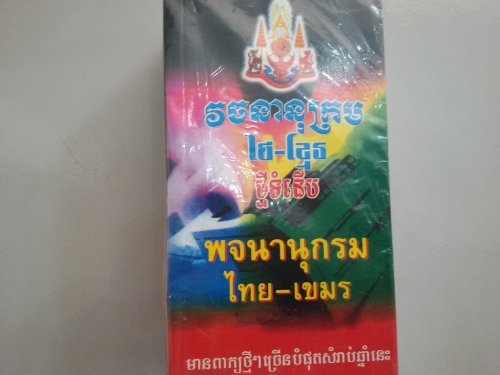 វចនានុក្រម
ថៃ-ខ្មែរ
ថ្មីទំនើប
พจนานุกรม
ไทย-เขมร
មានពាក្យថ្មីៗច្រើនបំផុតសំរាប់ឆ្នាំនេះ